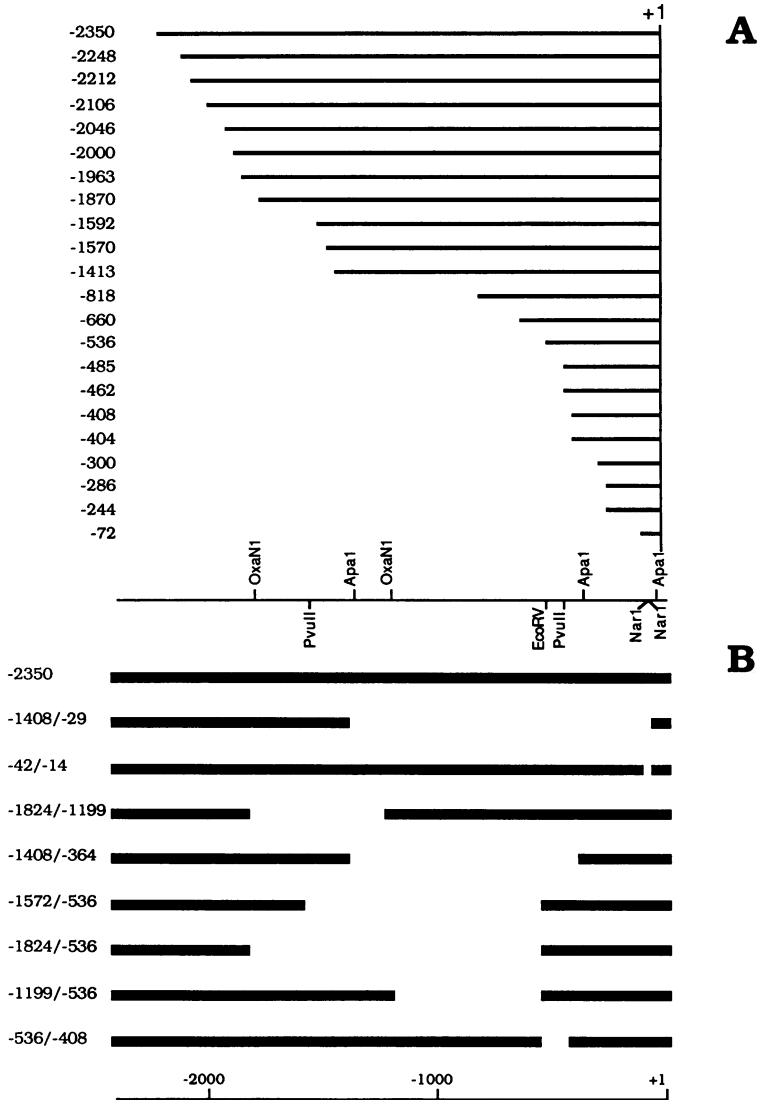 +1
A
-2350
-2248
-2212
-2106
-2046
-2000
-1963
-1870
-1592
-1570
-1413
-818
-660
-536
-485
-462
-408
-404
-300
-286
-244
-72
OxaN1
Apa1
OxaN1
Apa1
Apa1
PvuII
EcoRV
PvuII
Nar1
Nar1
B
-2350
-1408/-29
-42/-14
-1824/-1199
-1408/-364
-1572/-536
-1824/-536
-1199/-536
-536/-408
-2000
-1000
+1